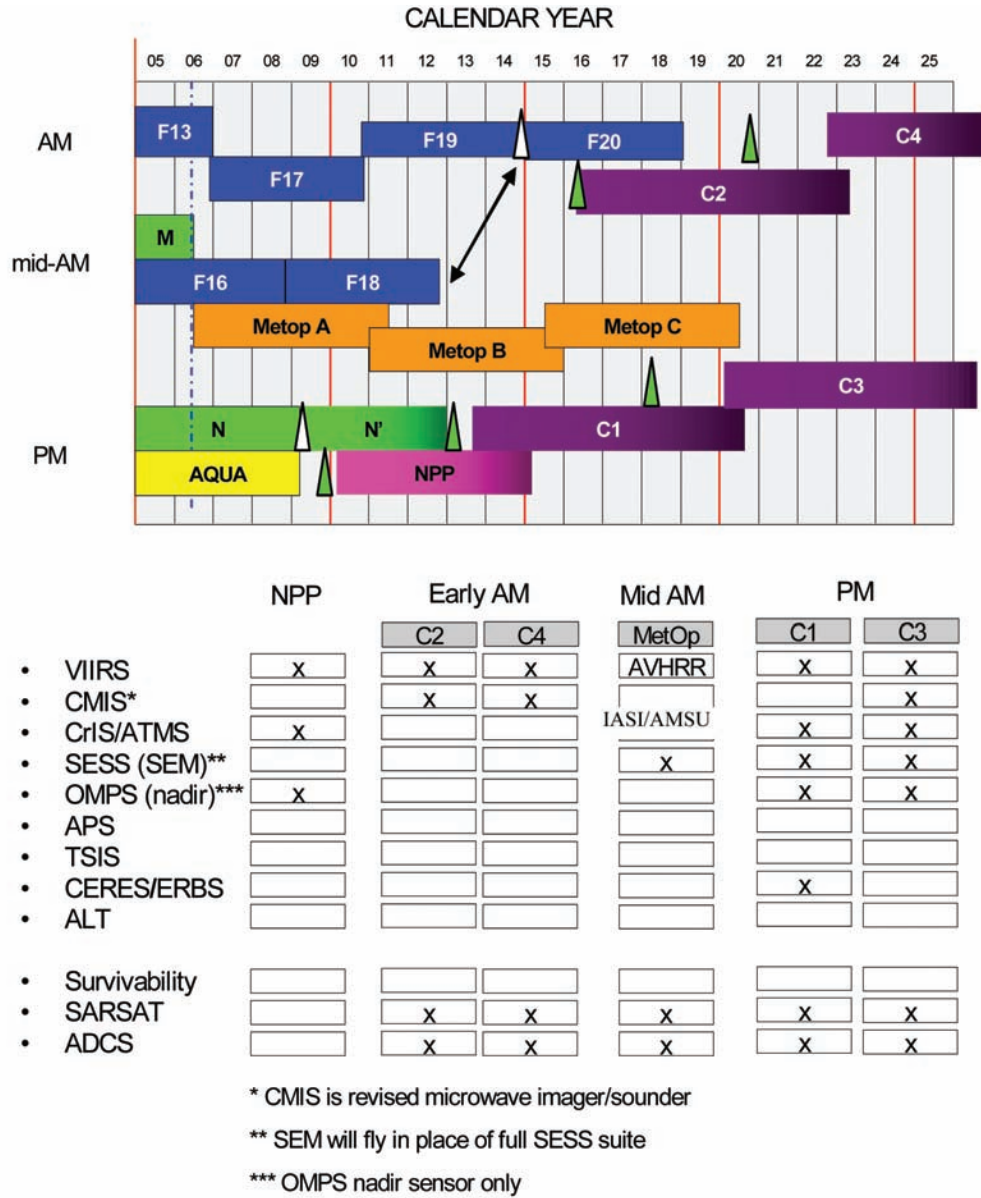 CALENDAR YEAR
05 06 07 08 09 10 11 12 13 14 15 16 17 18 19 20 21 22 23 24 25
AM
F13
F19
F20
C4
F17
C2
mid-AM
M
F16
F18
Metop A
Metop B
Metop C
C3
PM
N
N'
C1
AQUA
NPP
NPP Early AM Mid AM PM
C2 C4 MetOp C1 C3
• VIIRS x x x AVHRR x x
• CMIS* x x x
• CrIS/ATMS x IASI/AMSU x x
• SESS (SEM)** x x x
• OMPS (nadir)*** x x x
• APS
• TSIS
• CERES/ERBS x
• ALT
• Survivability
• SARSAT x x x x x
• ADCS x x x x x
* CMIS is revised microwave imager/sounder
** SEM will fly in place of full SESS suite
*** OMPS nadir sensor only